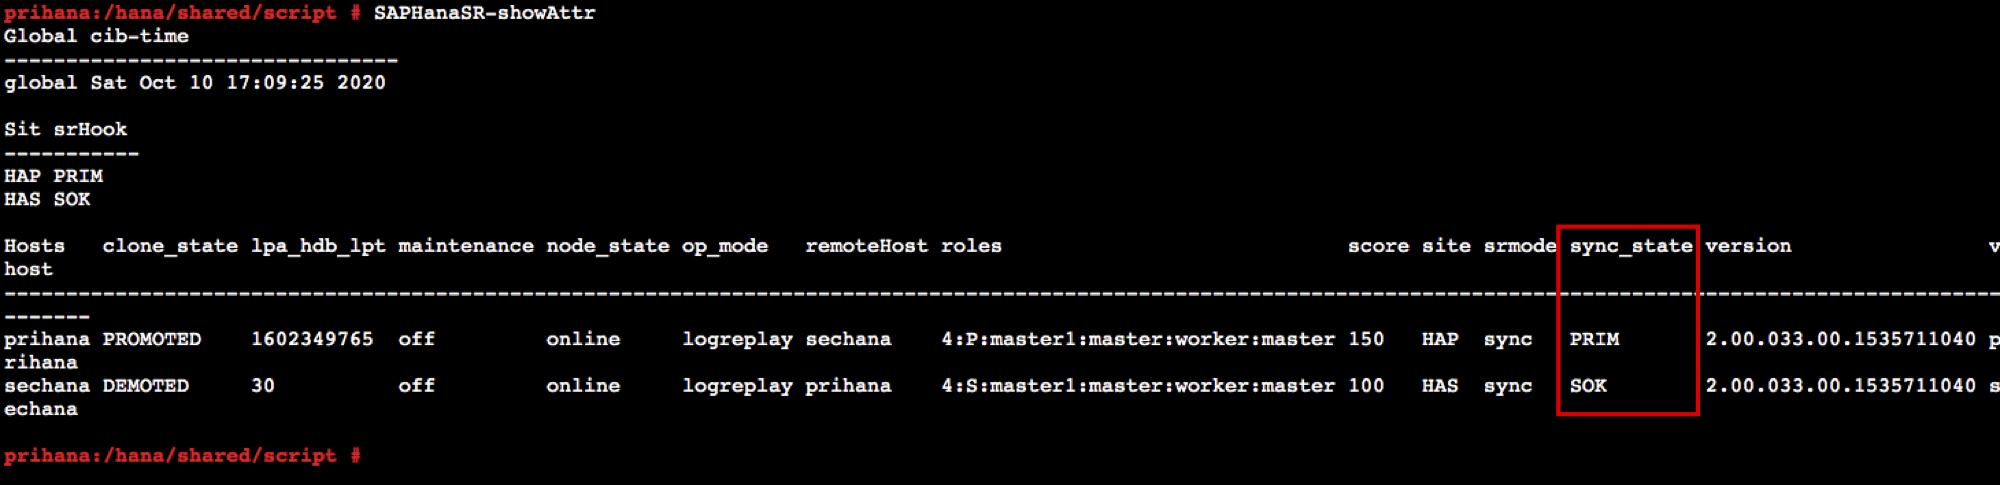 prihana:/hana/shared/script # SAPHanaSR-showAttr
Global cib-time
--------------------------------
global Sat Oct 10 17:09:25 2020
Sit srHook
-----------
HAP PRIM
HAS SOK
Hosts   clone_state lpa_hdb_lpt maintenance node_state op_mode   remoteHost roles                            score site srmode sync_state version                v
host
------------------------------------------------------------------------------------------------------------------------------------------------------------------
-------
prihana PROMOTED    1602349765  off         online     logreplay sechana    4:P:master1:master:worker:master 150   HAP  sync   PRIM       2.00.033.00.1535711040 p
rihana
sechana DEMOTED     30          off         online     logreplay prihana    4:S:master1:master:worker:master 100   HAS  sync   SOK        2.00.033.00.1535711040 s
echana
prihana:/hana/shared/script #